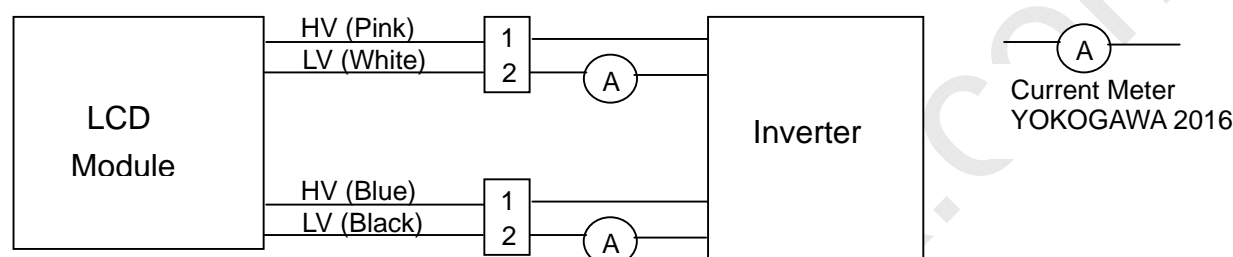 HV (Pink)
LV (White)
1
2
A
LCD
Module
HV (Blue)
LV (Black)
1
2
A
Inverter
A
Current Meter
YOKOGAWA 2016